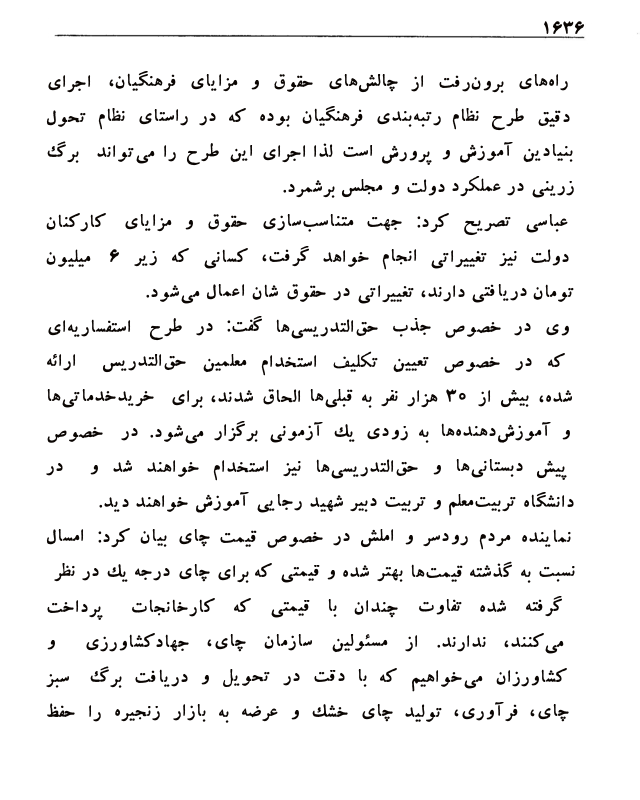 ۱۶۳۶
راه‌های برون‌رفت از چالش‌های حقوق و مزایای فرهنگیان، اجرای
دقیق طرح نظام رتبه‌بندی فرهنگیان بوده که در راستای نظام تحول
بنیادین آموزش و پرورش است لذا اجرای این طرح را می‌تواند برگ
زرینی در عملکرد دولت و مجلس برشمرد.
عباسی تصریح کرد: جهت متناسب‌سازی حقوق و مزایای کارکنان
دولت نیز تغییراتی انجام خواهد گرفت، کسانی که زیر ۶ میلیون
تومان دریافتی دارند، تغییراتی در حقوق شان اعمال می‌شود.
وی در خصوص جذب حق‌التدریسی‌ها گفت: در طرح استفساریه‌ای
که در خصوص تعیین تکلیف استخدام معلمین حق‌التدریس ارائه
شده، بیش از ۳۰ هزار نفر به قبلی‌ها الحاق شدند، برای خریدخدماتی‌ها
و آموزش‌دهنده‌ها به زودی یك آزمونی برگزار می‌شود. در خصوص
پیش دبستانی‌ها و حق‌التدریسی‌ها نیز استخدام خواهند شد و در
دانشگاه تربیت‌معلم و تربیت دبیر شهید رجایی آموزش خواهند دید.
نماینده مردم رودسر و املش در خصوص قیمت چای بیان کرد: امسال
نسبت به گذشته قیمت‌ها بهتر شده و قیمتی که برای چای درجه یك در نظر
گرفته شده تفاوت چندان با قیمتی که کارخانجات پرداخت
می‌کنند، ندارند. از مسئولین سازمان چای، جهادکشاورزی و
کشاورزان می‌خواهیم که با دقت در تحویل و دریافت برگ سبز
چای، فرآوری، تولید چای خشك و عرضه به بازار زنجیره را حفظ